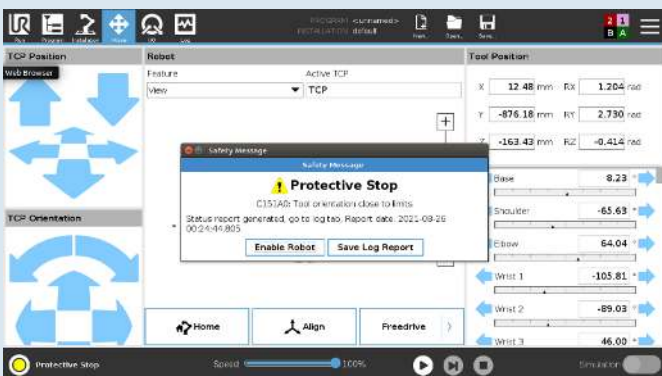 UR
Run
Program
Installation
Move
I/O
Log
PROGRAM <unnamed>
INSTALLATION default
New...
Open...
Save...
2 1
B A
TCP Position
Web Browser
TCP Orientation
Robot
Feature
View
Active TCP
TCP
+
Safety Message
Safety Message
Protective Stop
C151A0: Tool orientation close to limits
Status report generated, go to log tab. Report date: 2021-08-26
00:24:44.805
Enable Robot
Save Log Report
Home
Align
Freedrive
Tool Position
X 12.48 mm RX 1.204 rad
Y -876.18 mm RY 2.730 rad
Z -163.43 mm RZ -0.414 rad
Base 8.23 °
Shoulder -65.63 °
Elbow 64.04 °
Wrist 1 -105.81 °
Wrist 2 -89.03 °
Wrist 3 46.00 °
Protective Stop
Speed 100%
Simulation